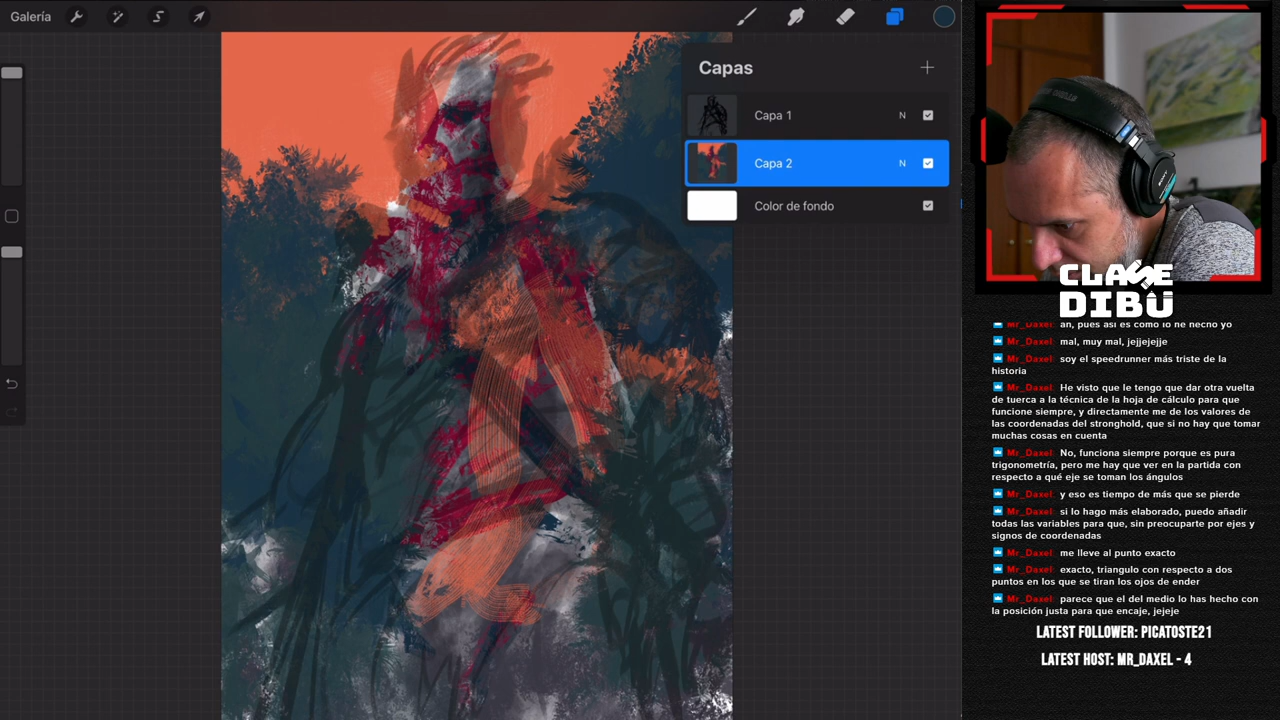 Galería
Capas
Capa 1
N
Capa 2
N
Color de fondo
SONY
CLASE
DIBU
Mr_Daxel: ah, pues así es como lo he hecho yo
Mr_Daxel: mal, muy mal, jejjejejje
Mr_Daxel: soy el speedrunner más triste de la
historia
Mr_Daxel: He visto que le tengo que dar otra vuelta
de tuerca a la técnica de la hoja de cálculo para que
funcione siempre, y directamente me de los valores de
las coordenadas del stronghold, que si no hay que tomar
muchas cosas en cuenta
Mr_Daxel: No, funciona siempre porque es pura
trigonometría, pero me hay que ver en la partida con
respecto a qué eje se toman los ángulos
Mr_Daxel: y eso es tiempo de más que se pierde
Mr_Daxel: si lo hago más elaborado, puedo añadir
todas las variables para que, sin preocuparte por ejes y
signos de coordenadas
Mr_Daxel: me lleve al punto exacto
Mr_Daxel: exacto, triangulo con respecto a dos
puntos en los que se tiran los ojos de ender
Mr_Daxel: parece que el del medio lo has hecho con
la posición justa para que encaje, jejeje
LATEST FOLLOWER: PICATOSTE21
LATEST HOST: MR_DAXEL - 4